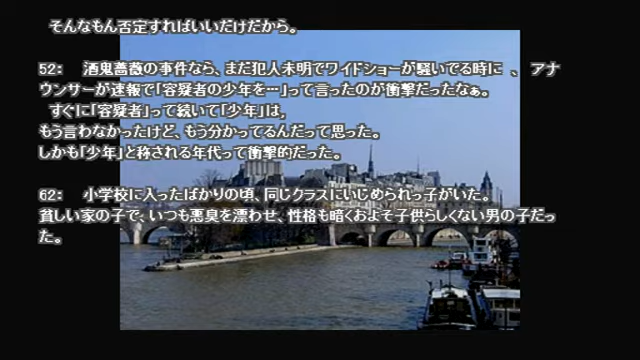 そんなもん否定すればいいだけだから。
52： 酒鬼薔薇の事件なら、まだ犯人未明でワイドショーが騒いでる時に 、 アナ
ウンサーが速報で「容疑者の少年を…」って言ったのが衝撃だったなぁ。
すぐに「容疑者」って続いて「少年」は,
もう言わなかったけど、もう分かってるんだって思った。
しかも「少年」と称される年代って衝撃的だった。
62： 小学校に入ったばかりの頃、同じクラスにいじめられっ子がいた。
貧しい家の子で、いつも悪臭を漂わせ、性格も暗くおよそ子供らしくない男の子だっ
た。